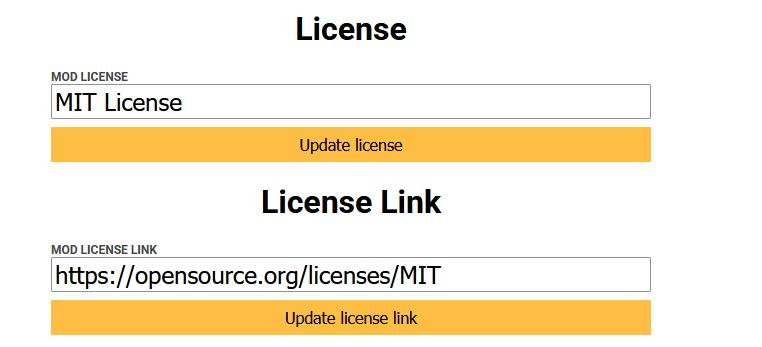 License
MOD LICENSE
MIT License
Update license
License Link
MOD LICENSE LINK
https://opensource.org/licenses/MIT
Update license link